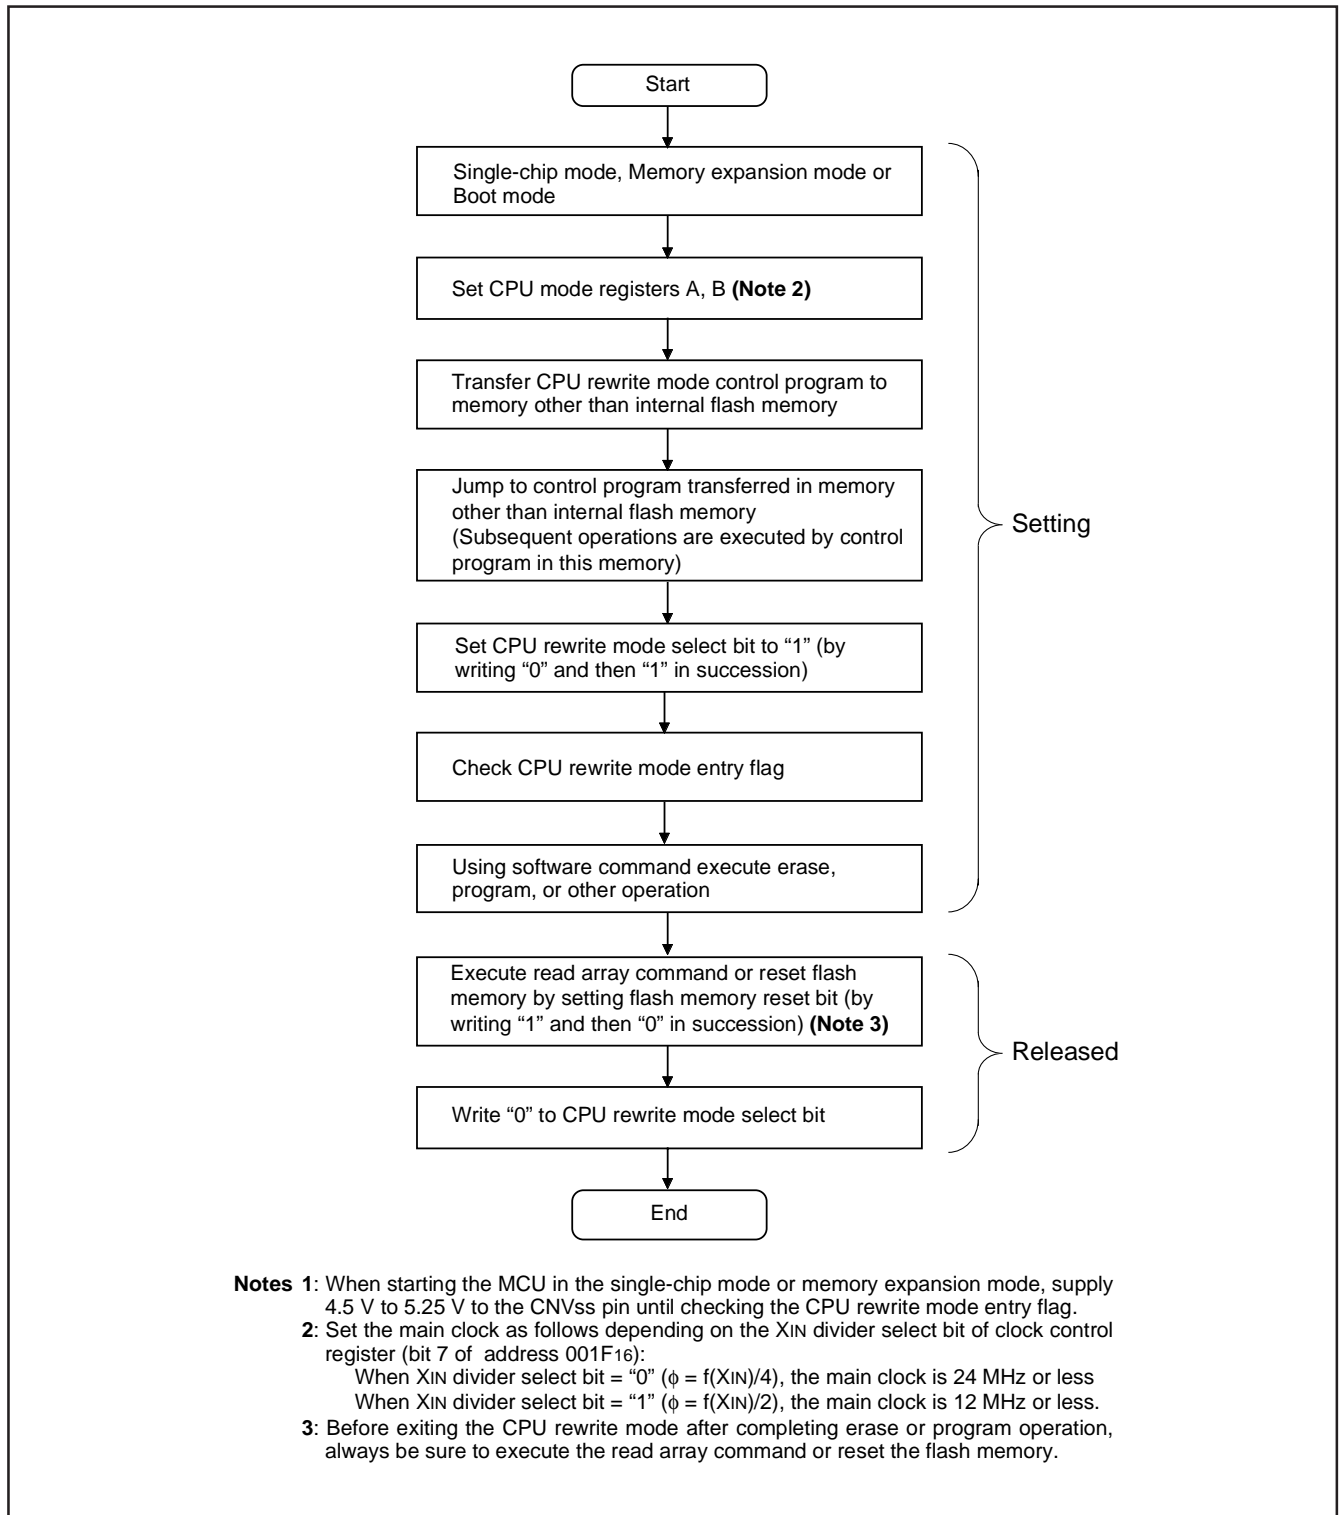 Start
Single-chip mode, Memory expansion mode or
Boot mode
Set CPU mode registers A, B (Note 2)
Transfer CPU rewrite mode control program to
memory other than internal flash memory
Jump to control program transferred in memory
other than internal flash memory
(Subsequent operations are executed by control
program in this memory)
Setting
Set CPU rewrite mode select bit to “1” (by
writing “0” and then “1” in succession)
Check CPU rewrite mode entry flag
Using software command execute erase,
program, or other operation
Execute read array command or reset flash
memory by setting flash memory reset bit (by
writing “1” and then “0” in succession) (Note 3)
Released
Write “0” to CPU rewrite mode select bit
End
Notes 1: When starting the MCU in the single-chip mode or memory expansion mode, supply
4.5 V to 5.25 V to the CNVss pin until checking the CPU rewrite mode entry flag.
2: Set the main clock as follows depending on the XIN divider select bit of clock control
register (bit 7 of address 001F16):
When XIN divider select bit = “0” (ϕ = f(XIN)/4), the main clock is 24 MHz or less
When XIN divider select bit = “1” (ϕ = f(XIN)/2), the main clock is 12 MHz or less.
3: Before exiting the CPU rewrite mode after completing erase or program operation,
always be sure to execute the read array command or reset the flash memory.